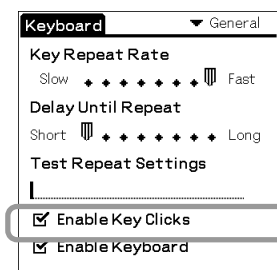 Keyboard General
Key Repeat Rate
Slow Fast
Delay Until Repeat
Short Long
Test Repeat Settings
Enable Key Clicks
Enable Keyboard